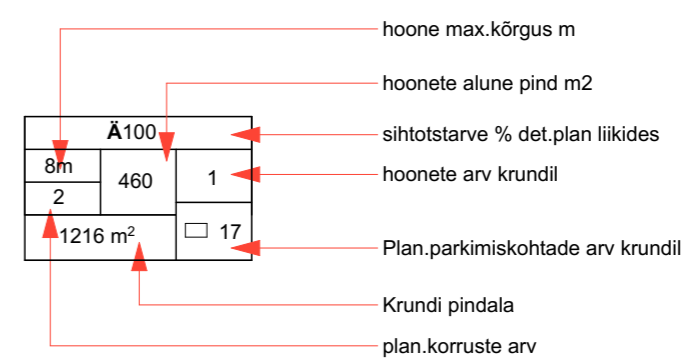 hoone max.kõrgus m
hoonete alune pind m2
Ä100
sihtotstarve % det.plan liikides
8m
460
1
hoonete arv krundil
2
1216 m²
17
Plan.parkimiskohtade arv krundil
Krundi pindala
plan.korruste arv